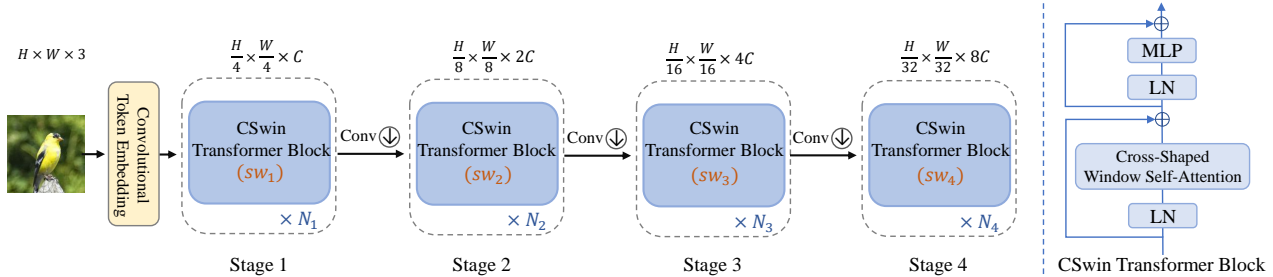 H × W × 3
Convolutional
Token Embedding
H/4 × W/4 × C
CSwin
Transformer Block
(sw₁)
× N₁
Stage 1
Conv
H/8 × W/8 × 2C
CSwin
Transformer Block
(sw₂)
× N₂
Stage 2
Conv
H/16 × W/16 × 4C
CSwin
Transformer Block
(sw₃)
× N₃
Stage 3
Conv
H/32 × W/32 × 8C
CSwin
Transformer Block
(sw₄)
× N₄
Stage 4
MLP
LN
Cross-Shaped
Window Self-Attention
LN
CSwin Transformer Block